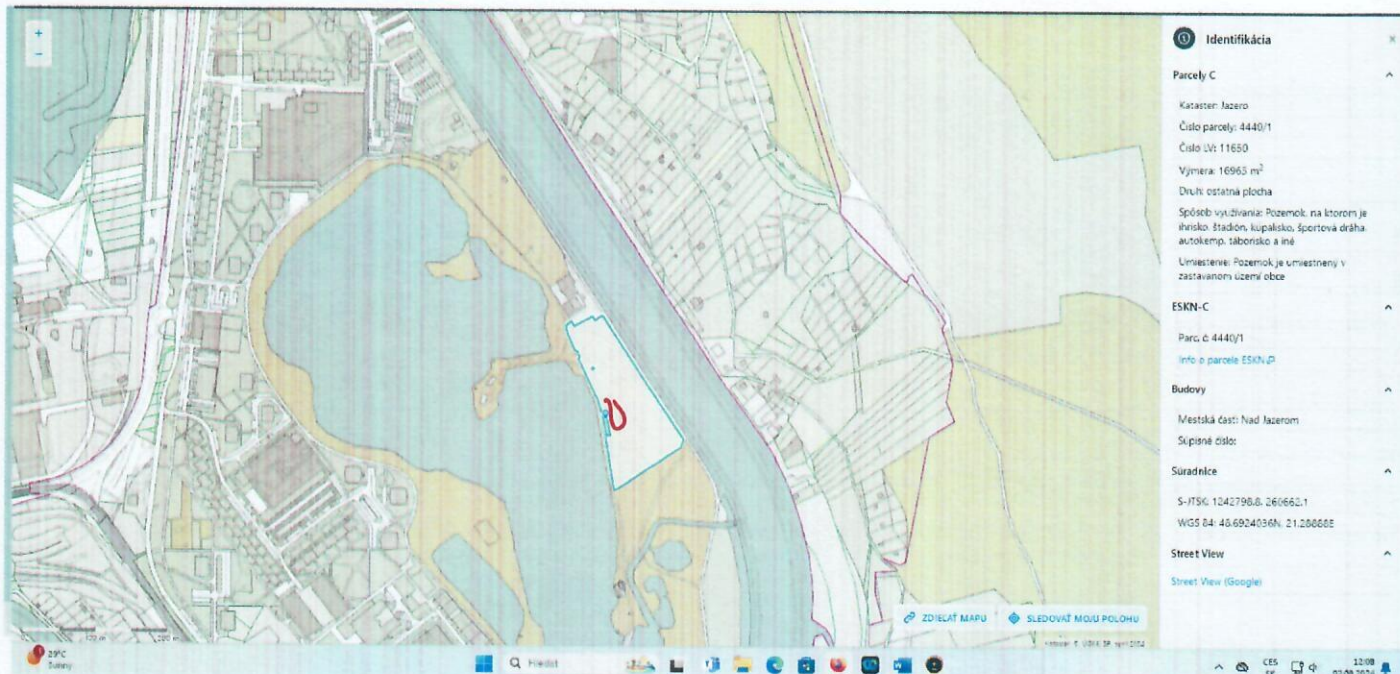 +
−
Identifikácia
Parcely C
Kataster: Jazero
Číslo parcely: 4440/1
Číslo LV: 11650
Výmera: 16965 m²
Druh: ostatná plocha
Spôsob využívania: Pozemok, na ktorom je
ihrisko, štadión, kúpalisko, športová dráha,
autokemp, táborisko a iné
Umiestenie: Pozemok je umiestnený v
zastavanom území obce
ESKN-C
Parc. č. 4440/1
Info o parcele ESKN
Budovy
Mestská časť: Nad Jazerom
Súpisné číslo:
Súradnice
S-JTSK: 1242798.8, 260662.1
WGS 84: 48.6924036N, 21.28888E
Street View
Street View (Google)
ZDIEĽAŤ MAPU
SLEDOVAŤ MOJU POLOHU
29°C
Sunny
Hledat
CES
12:08